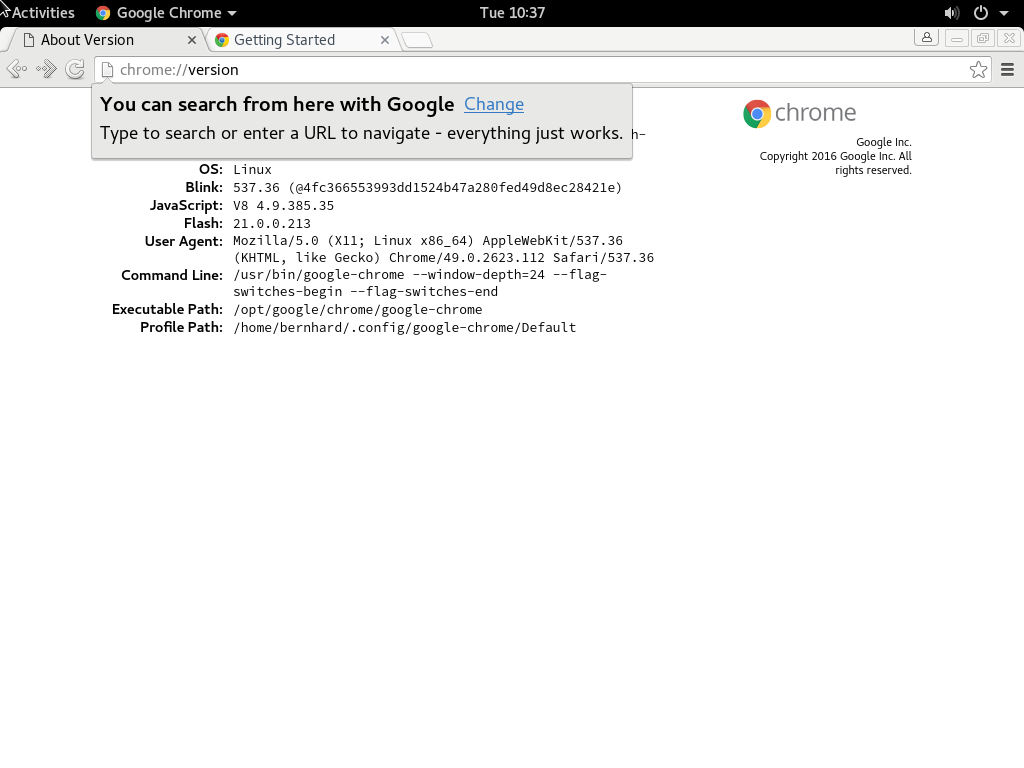 Activities Google Chrome Tue 10:37
About Version Getting Started
chrome://version
You can search from here with Google Change
Type to search or enter a URL to navigate - everything just works.
h-
chrome
Google Inc.
Copyright 2016 Google Inc. All
rights reserved.
OS: Linux
Blink: 537.36 (@4fc366553993dd1524b47a280fed49d8ec28421e)
JavaScript: V8 4.9.385.35
Flash: 21.0.0.213
User Agent: Mozilla/5.0 (X11; Linux x86_64) AppleWebKit/537.36
(KHTML, like Gecko) Chrome/49.0.2623.112 Safari/537.36
Command Line: /usr/bin/google-chrome --window-depth=24 --flag-
switches-begin --flag-switches-end
Executable Path: /opt/google/chrome/google-chrome
Profile Path: /home/bernhard/.config/google-chrome/Default